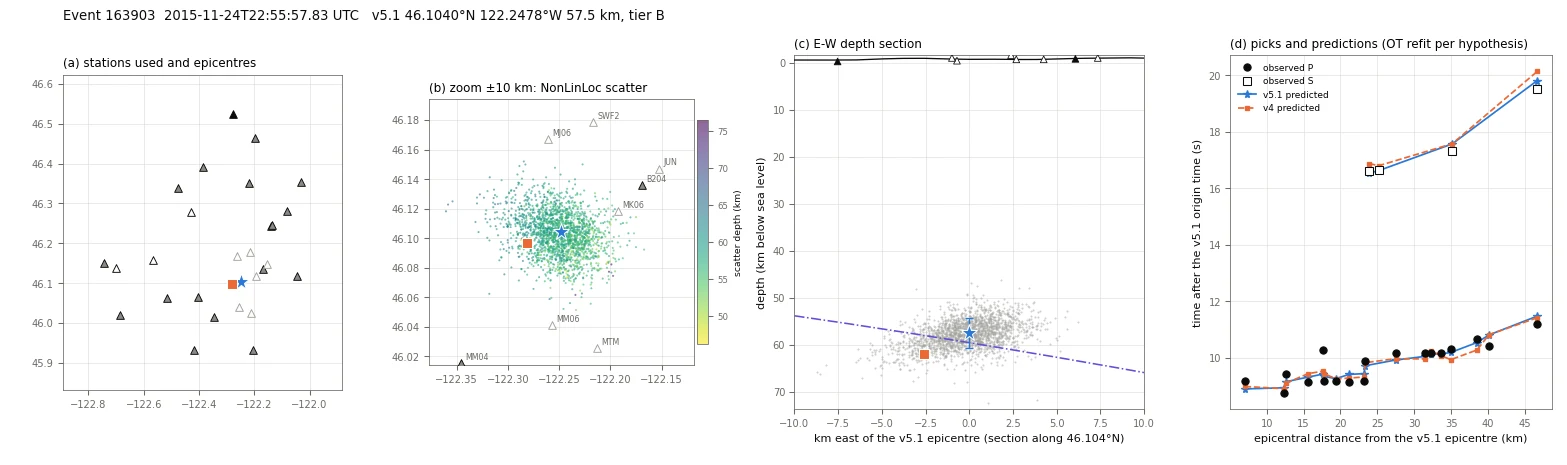 Event 163903  2015-11-24T22:55:57.83 UTC   v5.1 46.1040°N 122.2478°W 57.5 km, tier B
(a) stations used and epicentres
46.6
46.5
46.4
46.3
46.2
46.1
46.0
45.9
−122.8
−122.6
−122.4
−122.2
−122.0
(b) zoom ±10 km: NonLinLoc scatter
46.18
46.16
46.14
46.12
46.10
46.08
46.06
46.04
46.02
SWF2
MJ06
JUN
B204
MK06
MM06
MTM
MM04
−122.35
−122.30
−122.25
−122.20
−122.15
75
70
65
60
55
50
scatter depth (km)
(c) E-W depth section
0
10
20
30
40
50
60
70
depth (km below sea level)
−10.0
−7.5
−5.0
−2.5
0.0
2.5
5.0
7.5
10.0
km east of the v5.1 epicentre (section along 46.104°N)
(d) picks and predictions (OT refit per hypothesis)
observed P
observed S
v5.1 predicted
v4 predicted
20
18
16
14
12
10
time after the v5.1 origin time (s)
10
15
20
25
30
35
40
45
epicentral distance from the v5.1 epicentre (km)